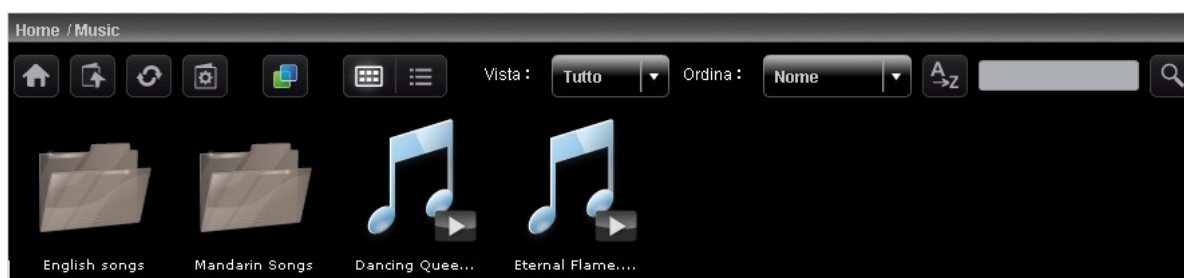 Home / Music
Vista : Tutto Ordina : Nome A Z
English songs Mandarin Songs Dancing Quee... Eternal Flame....